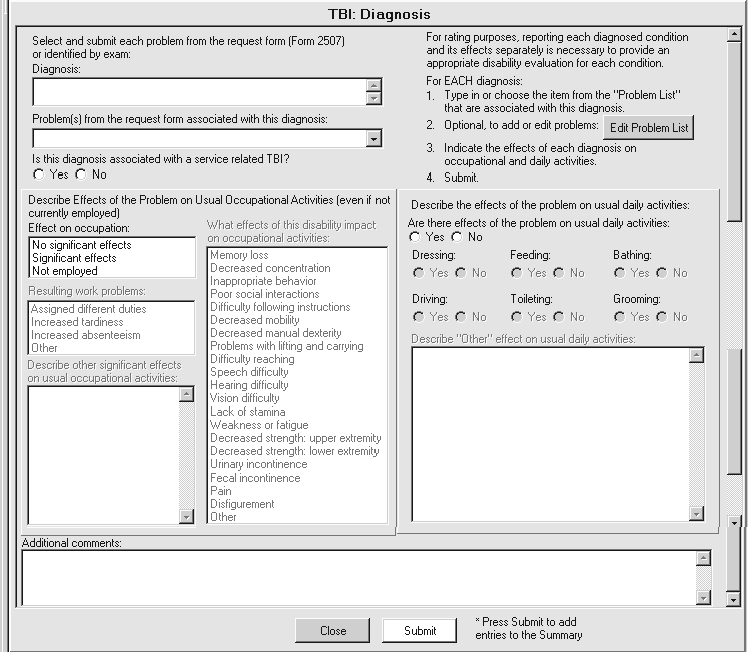 TBI: Diagnosis
Select and submit each problem from the request form (Form 2507)
or identified by exam:
Diagnosis:
Problem(s) from the request form associated with this diagnosis:
Is this diagnosis associated with a service related TBI?
Yes No
For rating purposes, reporting each diagnosed condition
and its effects separately is necessary to provide an
appropriate disability evaluation for each condition.
For EACH diagnosis:
1. Type in or choose the item from the "Problem List"
that are associated with this diagnosis.
2. Optional, to add or edit problems: Edit Problem List
3. Indicate the effects of each diagnosis on
occupational and daily activities.
4. Submit.
Describe Effects of the Problem on Usual Occupational Activities (even if not
currently employed)
Effect on occupation:
No significant effects
Significant effects
Not employed
Resulting work problems:
Assigned different duties
Increased tardiness
Increased absenteeism
Other
Describe other significant effects
on usual occupational activities:
What effects of this disability impact
on occupational activities:
Memory loss
Decreased concentration
Inappropriate behavior
Poor social interactions
Difficulty following instructions
Decreased mobility
Decreased manual dexterity
Problems with lifting and carrying
Difficulty reaching
Speech difficulty
Hearing difficulty
Vision difficulty
Lack of stamina
Weakness or fatigue
Decreased strength: upper extremity
Decreased strength: lower extremity
Urinary incontinence
Fecal incontinence
Pain
Disfigurement
Other
Describe the effects of the problem on usual daily activities:
Are there effects of the problem on usual daily activities:
Yes No
Dressing: Feeding: Bathing:
Yes No Yes No Yes No
Driving: Toileting: Grooming:
Yes No Yes No Yes No
Describe "Other" effect on usual daily activities:
Additional comments:
Close Submit * Press Submit to add
entries to the Summary